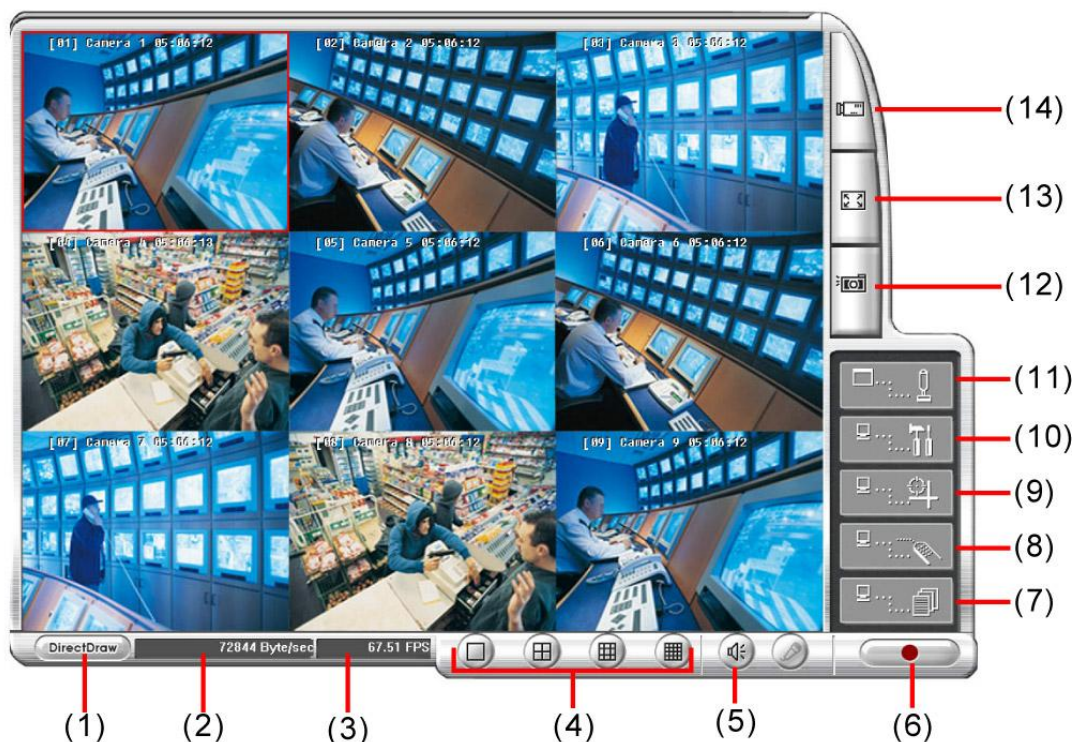 [01] Camera 1 05:06:12
[02] Camera 2 05:06:12
[03] Camera 3 05:06:12
[04] Camera 4 05:06:13
[05] Camera 5 05:06:12
[06] Camera 6 05:06:12
[07] Camera 7 05:06:12
[08] Camera 8 05:06:12
[09] Camera 9 05:06:12
(14)
(13)
(12)
(11)
(10)
(9)
(8)
(7)
DirectDraw
72844 Byte/sec
67.51 FPS
(1)
(2)
(3)
(4)
(5)
(6)